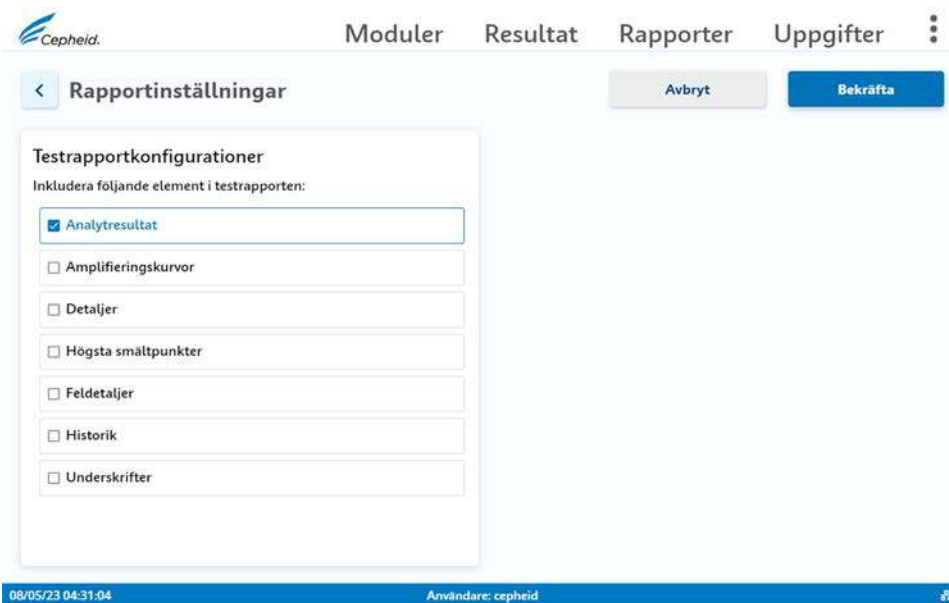 Cepheid.
Moduler Resultat Rapporter Uppgifter
Rapportinställningar
Avbryt
Bekräfta
Testrapportkonfigurationer
Inkludera följande element i testrapporten:
Analytresultat
Amplifieringskurvor
Detaljer
Högsta smältpunkter
Feldetaljer
Historik
Underskrifter
08/05/23 04:31:04 Användare: cepheid